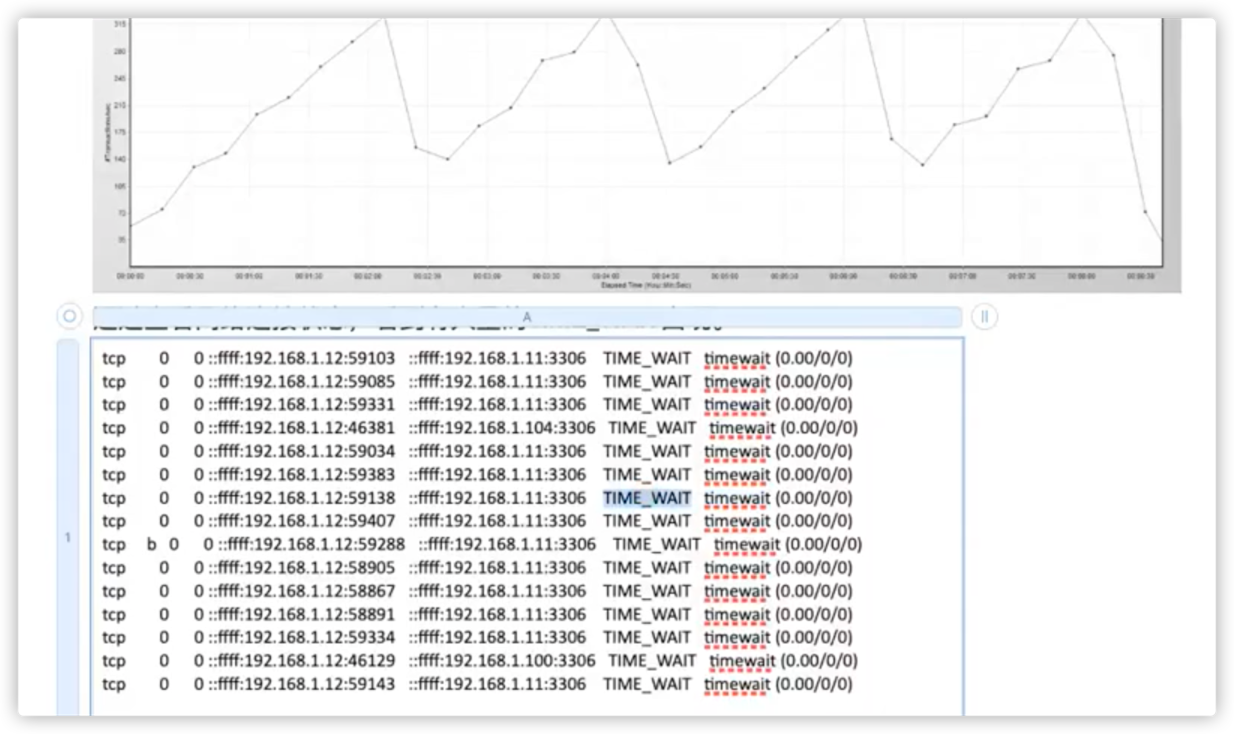 315
280
245
210
175
140
105
70
35
#Transactions/sec
00:00:00 00:00:30 00:01:00 00:01:30 00:02:00 00:02:30 00:03:00 00:03:30 00:04:00 00:04:30 00:05:00 00:05:30 00:06:00 00:06:30 00:07:00 00:07:30 00:08:00 00:08:30
Elapsed Time (Hour:Min:Sec)
A
1
tcp 0 0 ::ffff:192.168.1.12:59103 ::ffff:192.168.1.11:3306 TIME_WAIT timewait (0.00/0/0)
tcp 0 0 ::ffff:192.168.1.12:59085 ::ffff:192.168.1.11:3306 TIME_WAIT timewait (0.00/0/0)
tcp 0 0 ::ffff:192.168.1.12:59331 ::ffff:192.168.1.11:3306 TIME_WAIT timewait (0.00/0/0)
tcp 0 0 ::ffff:192.168.1.12:46381 ::ffff:192.168.1.104:3306 TIME_WAIT timewait (0.00/0/0)
tcp 0 0 ::ffff:192.168.1.12:59034 ::ffff:192.168.1.11:3306 TIME_WAIT timewait (0.00/0/0)
tcp 0 0 ::ffff:192.168.1.12:59383 ::ffff:192.168.1.11:3306 TIME_WAIT timewait (0.00/0/0)
tcp 0 0 ::ffff:192.168.1.12:59138 ::ffff:192.168.1.11:3306 TIME_WAIT timewait (0.00/0/0)
tcp 0 0 ::ffff:192.168.1.12:59407 ::ffff:192.168.1.11:3306 TIME_WAIT timewait (0.00/0/0)
tcp b 0 0 ::ffff:192.168.1.12:59288 ::ffff:192.168.1.11:3306 TIME_WAIT timewait (0.00/0/0)
tcp 0 0 ::ffff:192.168.1.12:58905 ::ffff:192.168.1.11:3306 TIME_WAIT timewait (0.00/0/0)
tcp 0 0 ::ffff:192.168.1.12:58867 ::ffff:192.168.1.11:3306 TIME_WAIT timewait (0.00/0/0)
tcp 0 0 ::ffff:192.168.1.12:58891 ::ffff:192.168.1.11:3306 TIME_WAIT timewait (0.00/0/0)
tcp 0 0 ::ffff:192.168.1.12:59334 ::ffff:192.168.1.11:3306 TIME_WAIT timewait (0.00/0/0)
tcp 0 0 ::ffff:192.168.1.12:46129 ::ffff:192.168.1.100:3306 TIME_WAIT timewait (0.00/0/0)
tcp 0 0 ::ffff:192.168.1.12:59143 ::ffff:192.168.1.11:3306 TIME_WAIT timewait (0.00/0/0)